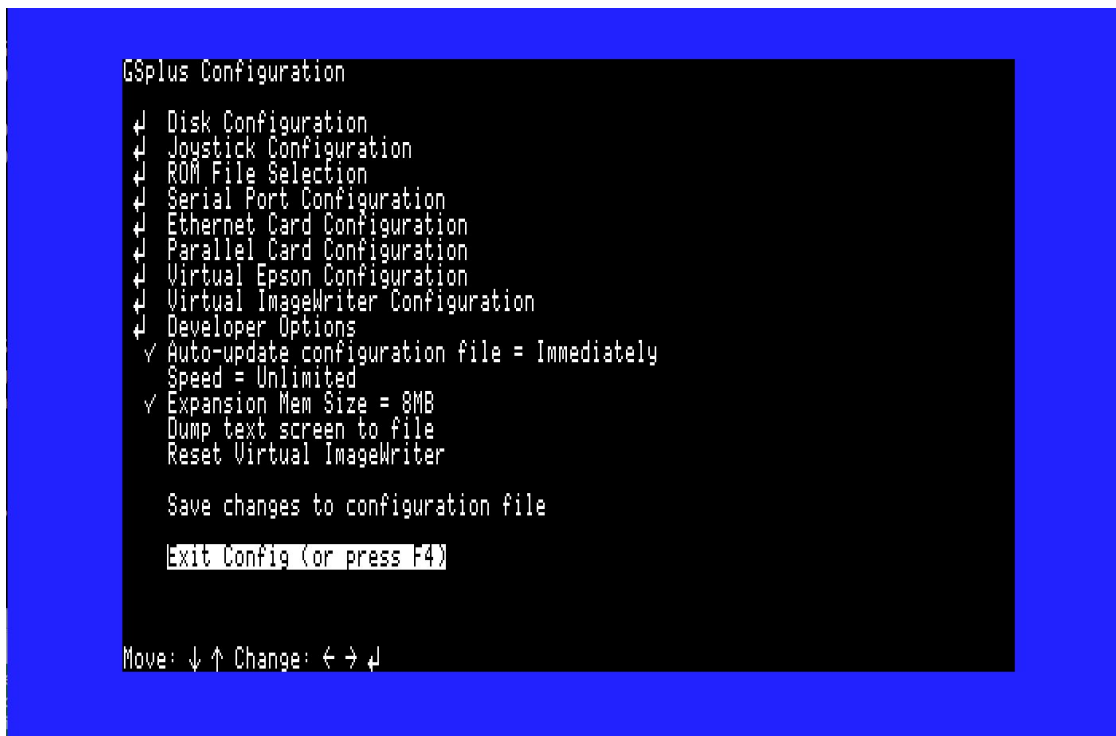 GSplus Configuration
↲ Disk Configuration
↲ Joystick Configuration
↲ ROM File Selection
↲ Serial Port Configuration
↲ Ethernet Card Configuration
↲ Parallel Card Configuration
↲ Virtual Epson Configuration
↲ Virtual ImageWriter Configuration
↲ Developer Options
✓ Auto-update configuration file = Immediately
Speed = Unlimited
✓ Expansion Mem Size = 8MB
Dump text screen to file
Reset Virtual ImageWriter
Save changes to configuration file
Exit Config (or press F4)
Move: ↓ ↑ Change: ← → ↲